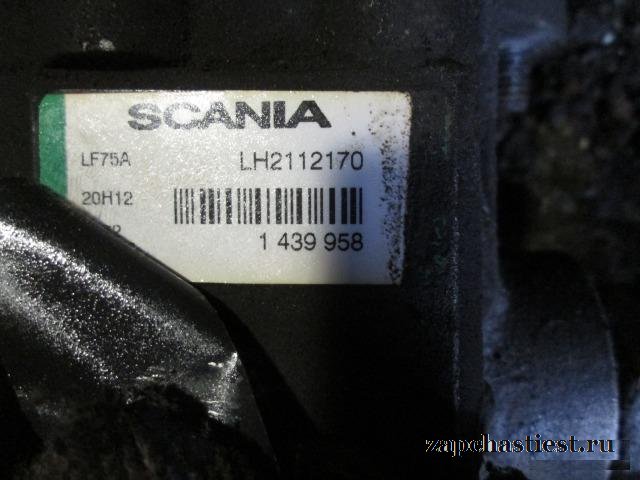 SCANIA
LF75A LH2112170
20H12
1 439 958
zapchastiest.ru